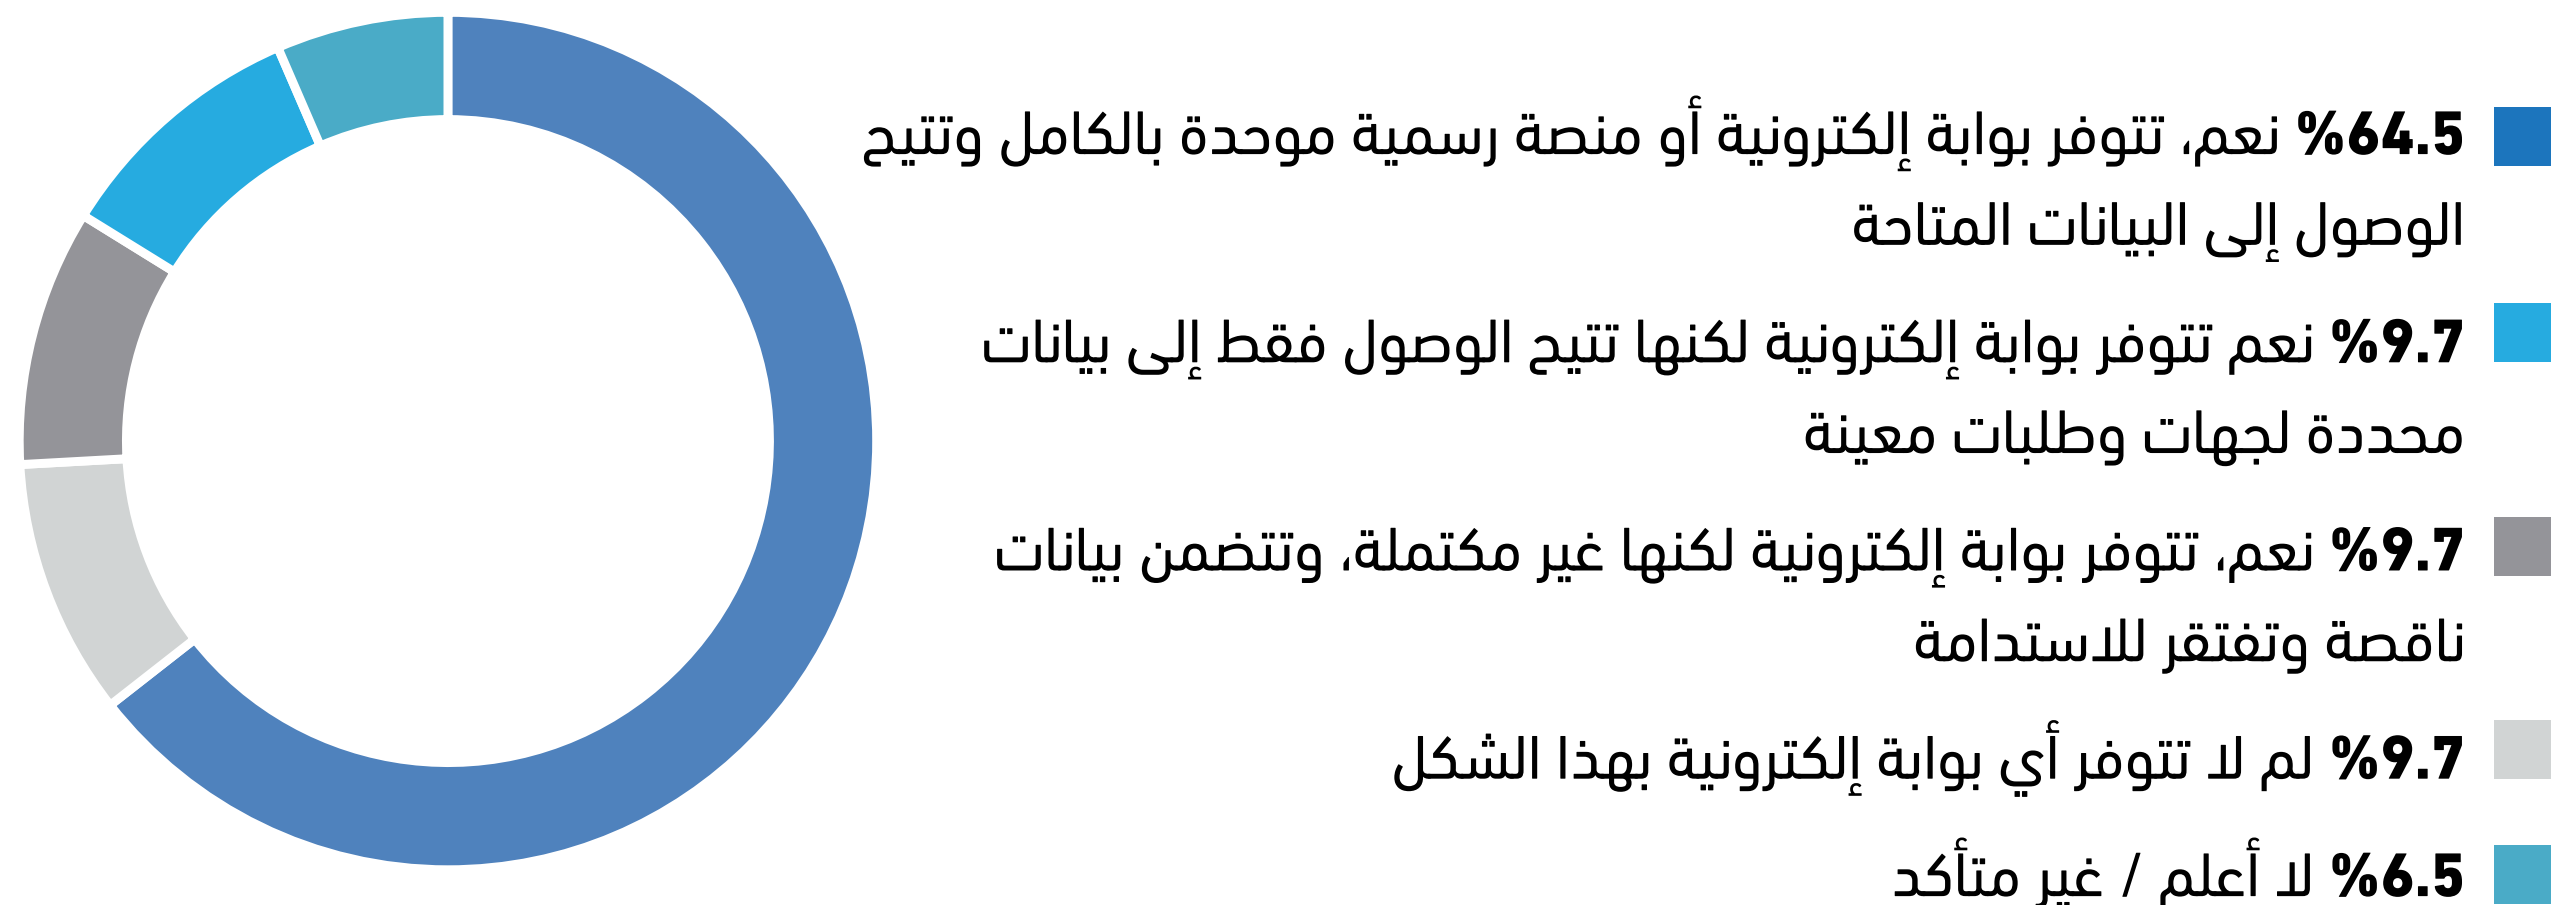 %64.5 نعم، تتوفر بوابة إلكترونية أو منصة رسمية موحدة بالكامل وتتيح
الوصول إلى البيانات المتاحة
%9.7 نعم تتوفر بوابة إلكترونية لكنها تتيح الوصول فقط إلى بيانات
محددة لجهات وطلبات معينة
%9.7 نعم، تتوفر بوابة إلكترونية لكنها غير مكتملة، وتتضمن بيانات
ناقصة وتفتقر للاستدامة
%9.7 لم لا تتوفر أي بوابة إلكترونية بهذا الشكل
%6.5 لا أعلم / غير متأكد